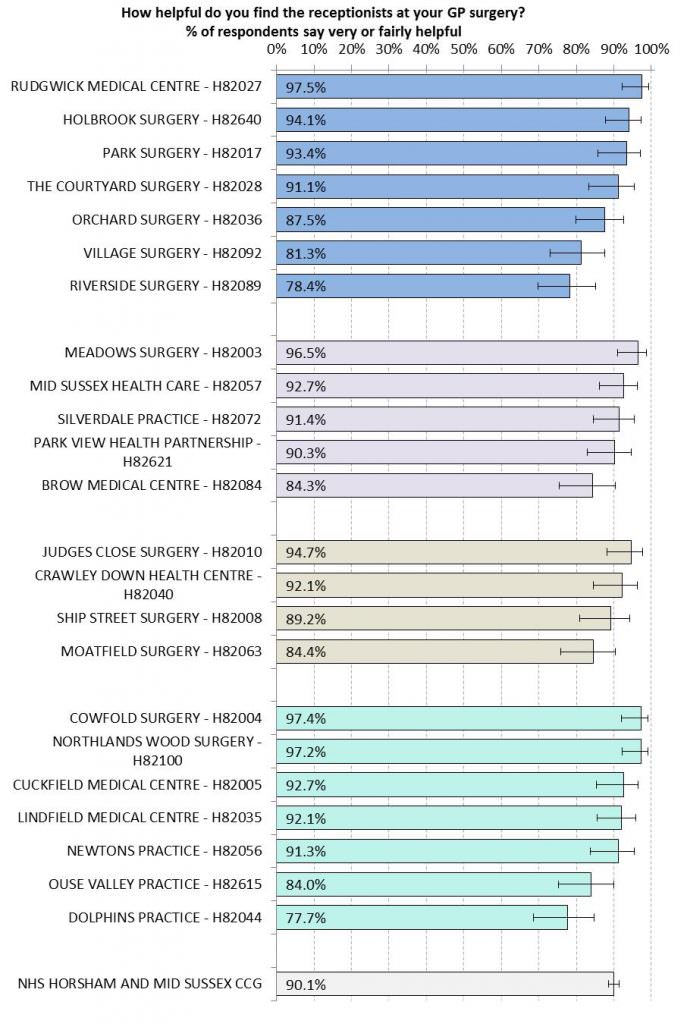 How helpful do you find the receptionists at your GP surgery?
% of respondents say very or fairly helpful
0% 10% 20% 30% 40% 50% 60% 70% 80% 90% 100%
RUDGWICK MEDICAL CENTRE - H82027 97.5%
HOLBROOK SURGERY - H82640 94.1%
PARK SURGERY - H82017 93.4%
THE COURTYARD SURGERY - H82028 91.1%
ORCHARD SURGERY - H82036 87.5%
VILLAGE SURGERY - H82092 81.3%
RIVERSIDE SURGERY - H82089 78.4%
MEADOWS SURGERY - H82003 96.5%
MID SUSSEX HEALTH CARE - H82057 92.7%
SILVERDALE PRACTICE - H82072 91.4%
PARK VIEW HEALTH PARTNERSHIP -
H82621 90.3%
BROW MEDICAL CENTRE - H82084 84.3%
JUDGES CLOSE SURGERY - H82010 94.7%
CRAWLEY DOWN HEALTH CENTRE -
H82040 92.1%
SHIP STREET SURGERY - H82008 89.2%
MOATFIELD SURGERY - H82063 84.4%
COWFOLD SURGERY - H82004 97.4%
NORTHLANDS WOOD SURGERY -
H82100 97.2%
CUCKFIELD MEDICAL CENTRE - H82005 92.7%
LINDFIELD MEDICAL CENTRE - H82035 92.1%
NEWTONS PRACTICE - H82056 91.3%
OUSE VALLEY PRACTICE - H82615 84.0%
DOLPHINS PRACTICE - H82044 77.7%
NHS HORSHAM AND MID SUSSEX CCG 90.1%